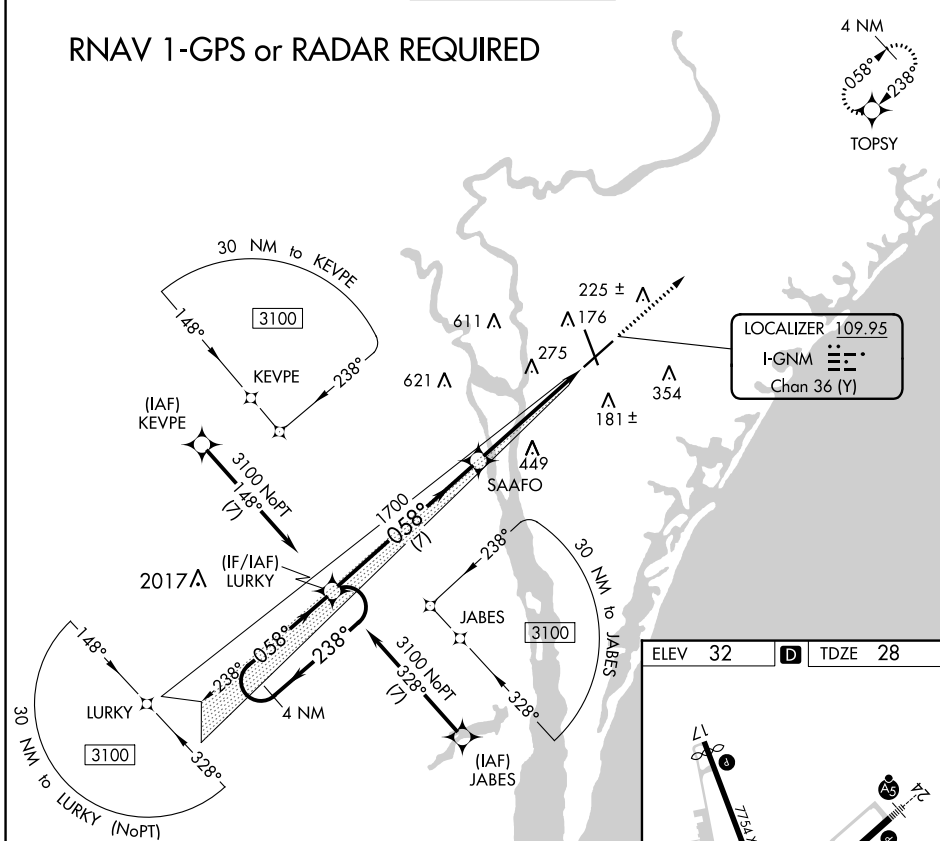 RNAV 1-GPS or RADAR REQUIRED
4 NM
058°
238°
TOPSY
30 NM to KEVPE
148°
3100
238°
KEVPE
(IAF)
KEVPE
3100 NoPT
148°
(7)
611
621
225 ±
176
275
354
181 ±
449
LOCALIZER 109.95
I-GNM
Chan 36 (Y)
SAAFO
1700
058°
(7)
(IF/IAF)
LURKY
2017
058°
238°
238°
4 NM
238°
30 NM to JABES
JABES
3100
328°
3100 NoPT
328°
(7)
(IAF)
JABES
148°
LURKY
3100
328°
30 NM to LURKY (NoPT)
ELEV 32
D
TDZE 28
17
P
7754 X
A5
24